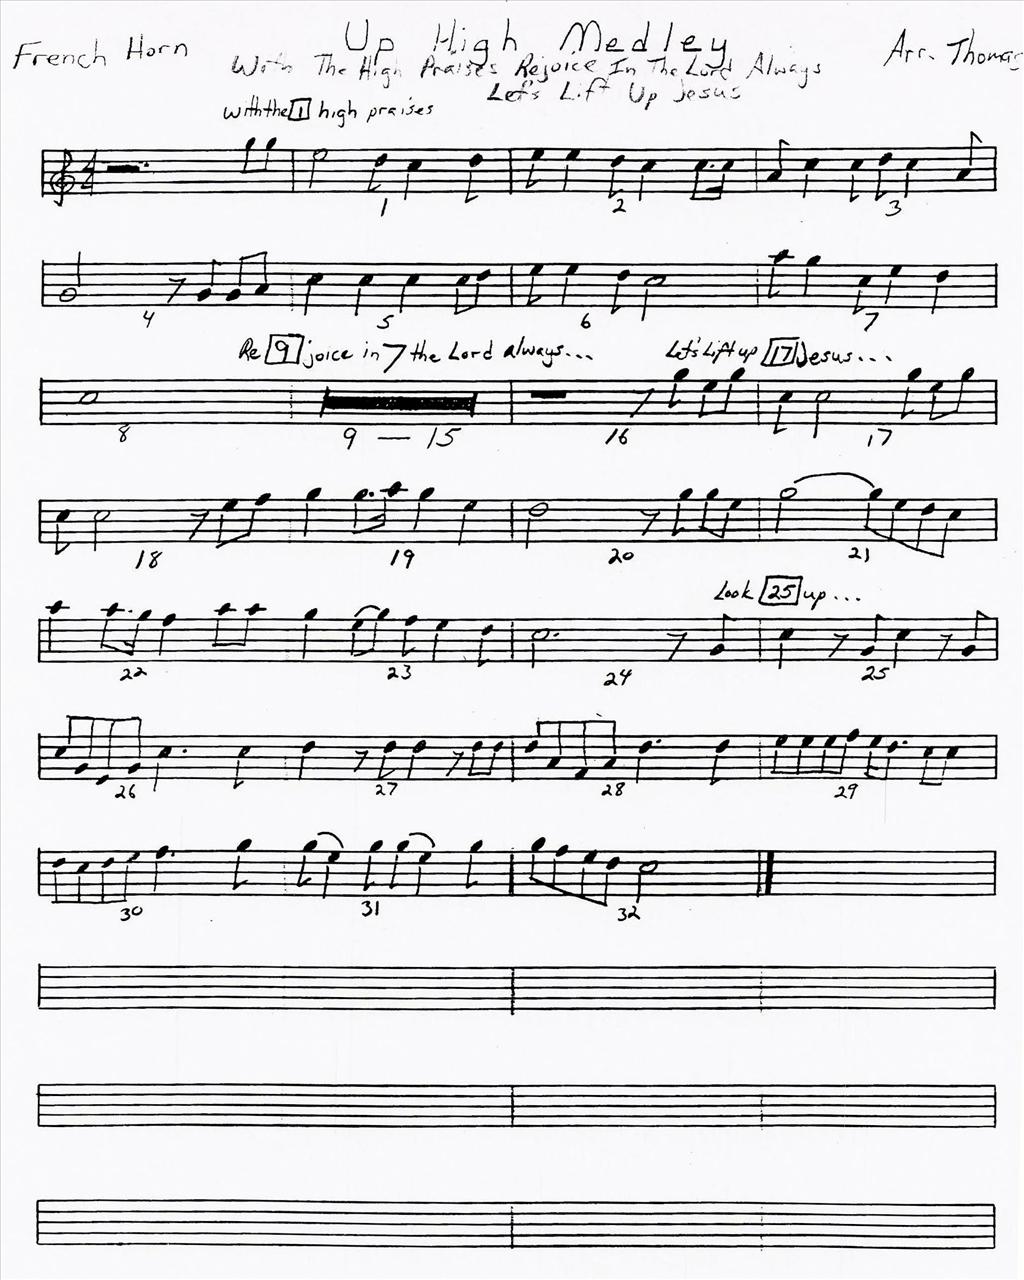 French Horn
Up High Medley
Arr. Thomas
With The High Praises Rejoice In The Lord Always
Let's Lift Up Jesus
with the 1 high praises
4/4
1 2 3
4 5 6 7
Re 9 joice in the Lord always...
Let's Lift up 17 Jesus...
8 9 — 15 16 17
18 19 20 21
Look 25 up...
22 23 24 25
26 27 28 29
30 31 32